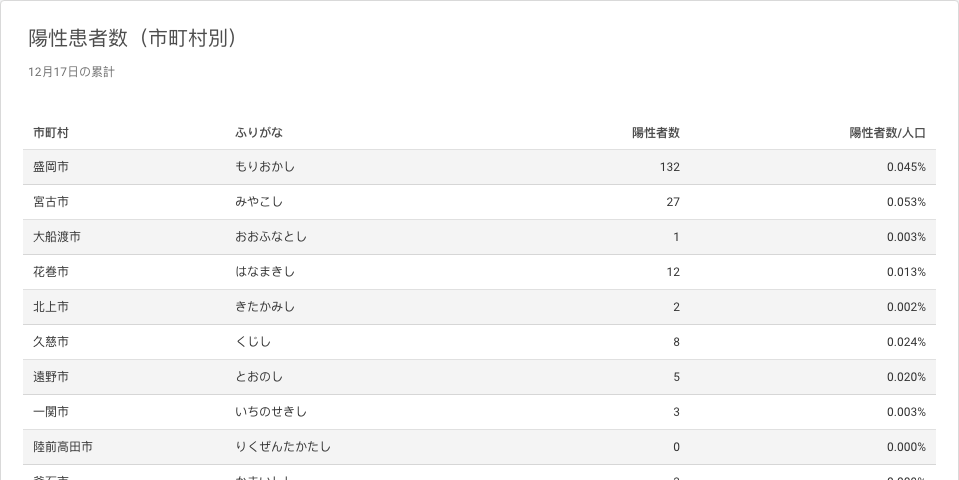 陽性患者数（市町村別）
12月17日の累計
市町村 ふりがな 陽性者数 陽性者数/人口
盛岡市 もりおかし 132 0.045%
宮古市 みやこし 27 0.053%
大船渡市 おおふなとし 1 0.003%
花巻市 はなまきし 12 0.013%
北上市 きたかみし 2 0.002%
久慈市 くじし 8 0.024%
遠野市 とおのし 5 0.020%
一関市 いちのせきし 3 0.003%
陸前高田市 りくぜんたかたし 0 0.000%